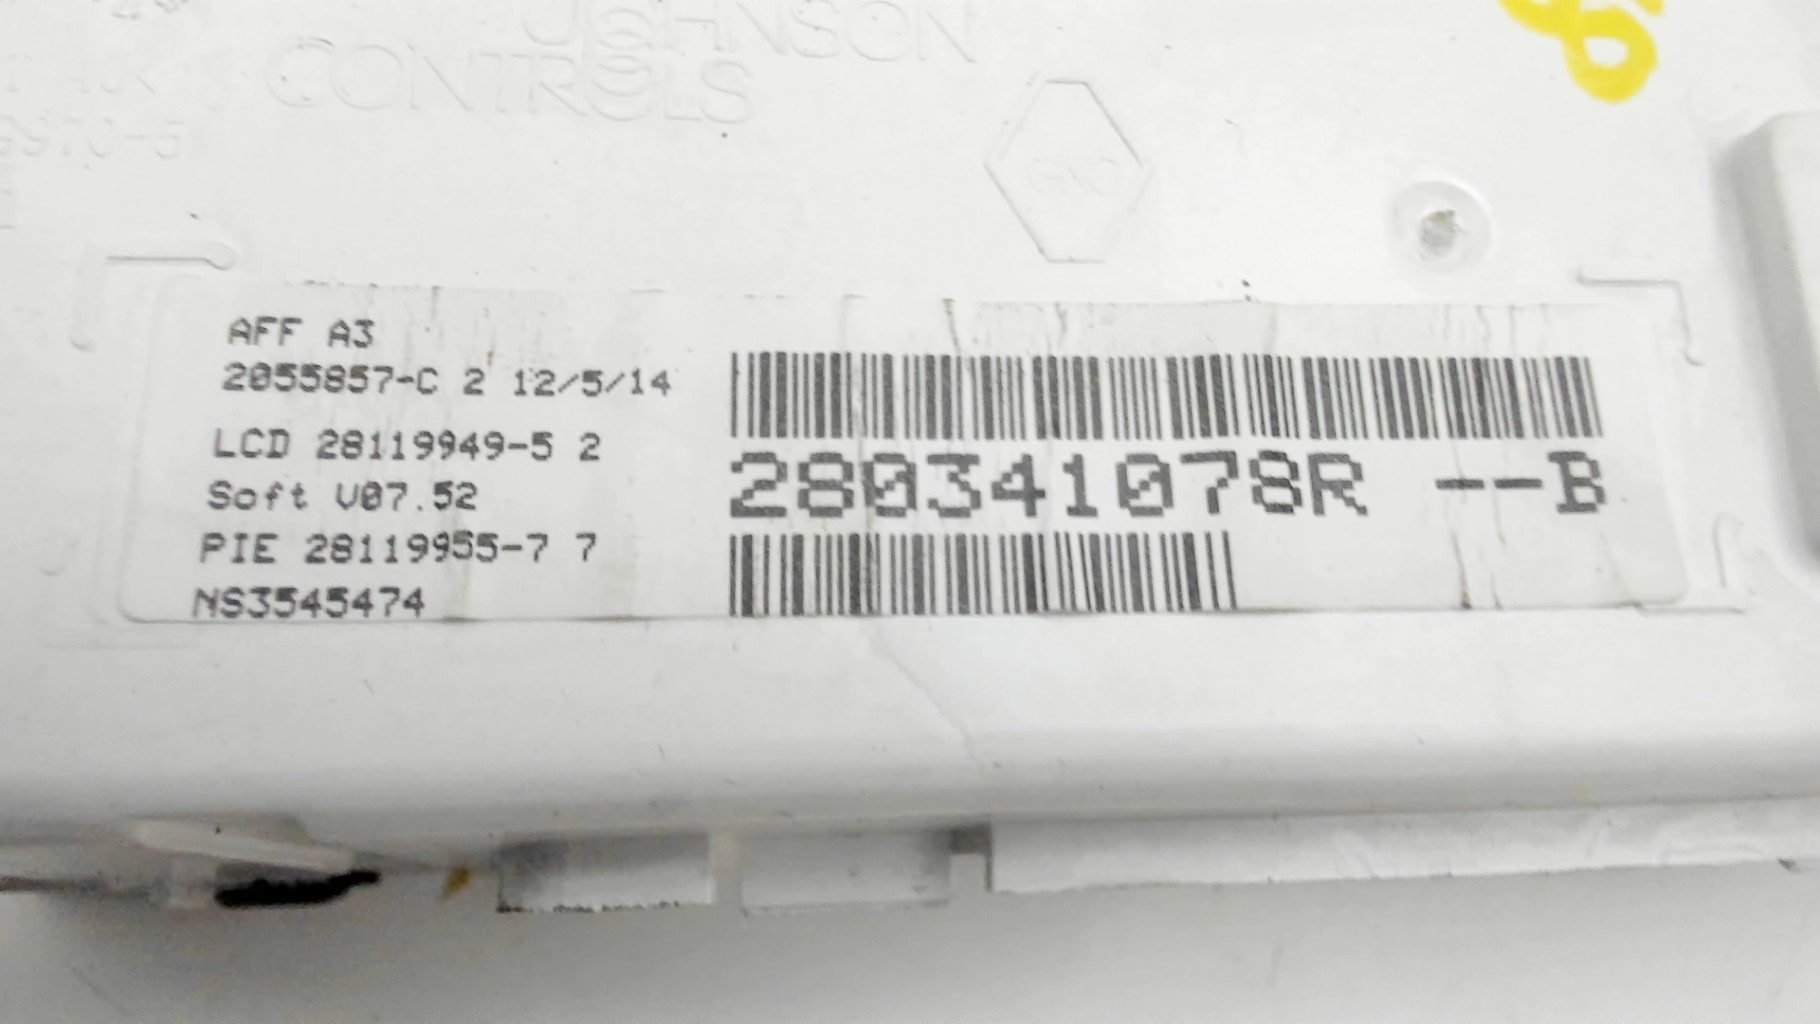 JOHNSON
CONTROLS
AFF A3
2055857-C 2 12/5/14
LCD 28119949-5 2
Soft V07.52
PIE 28119955-7 7
NS3545474
280341078R --B